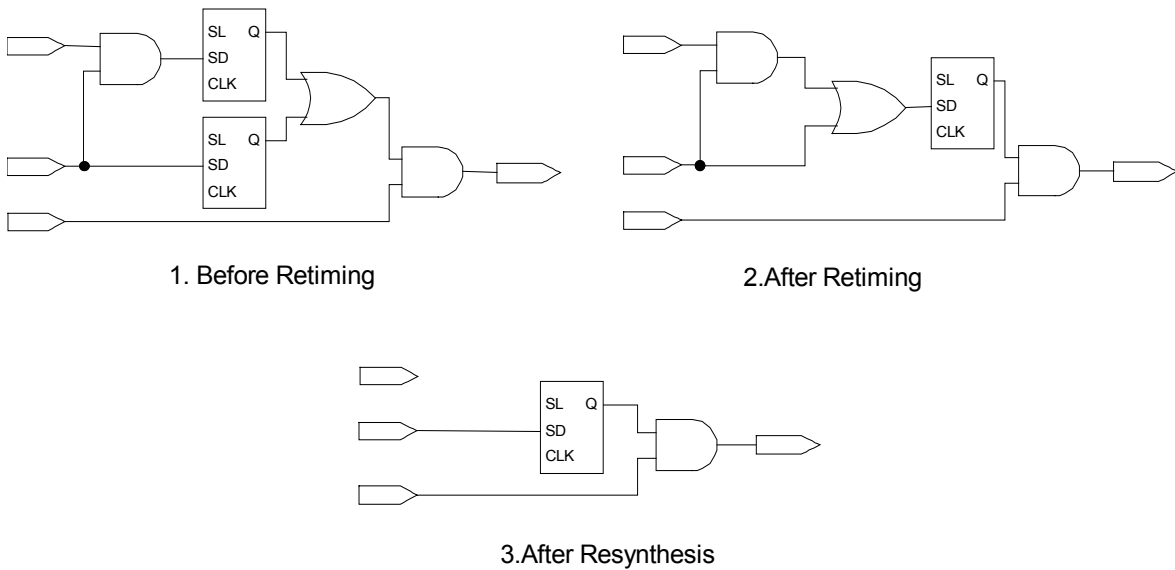 SL Q
SD
CLK
SL Q
SD
CLK
1. Before Retiming
SL Q
SD
CLK
2.After Retiming
SL Q
SD
CLK
3.After Resynthesis